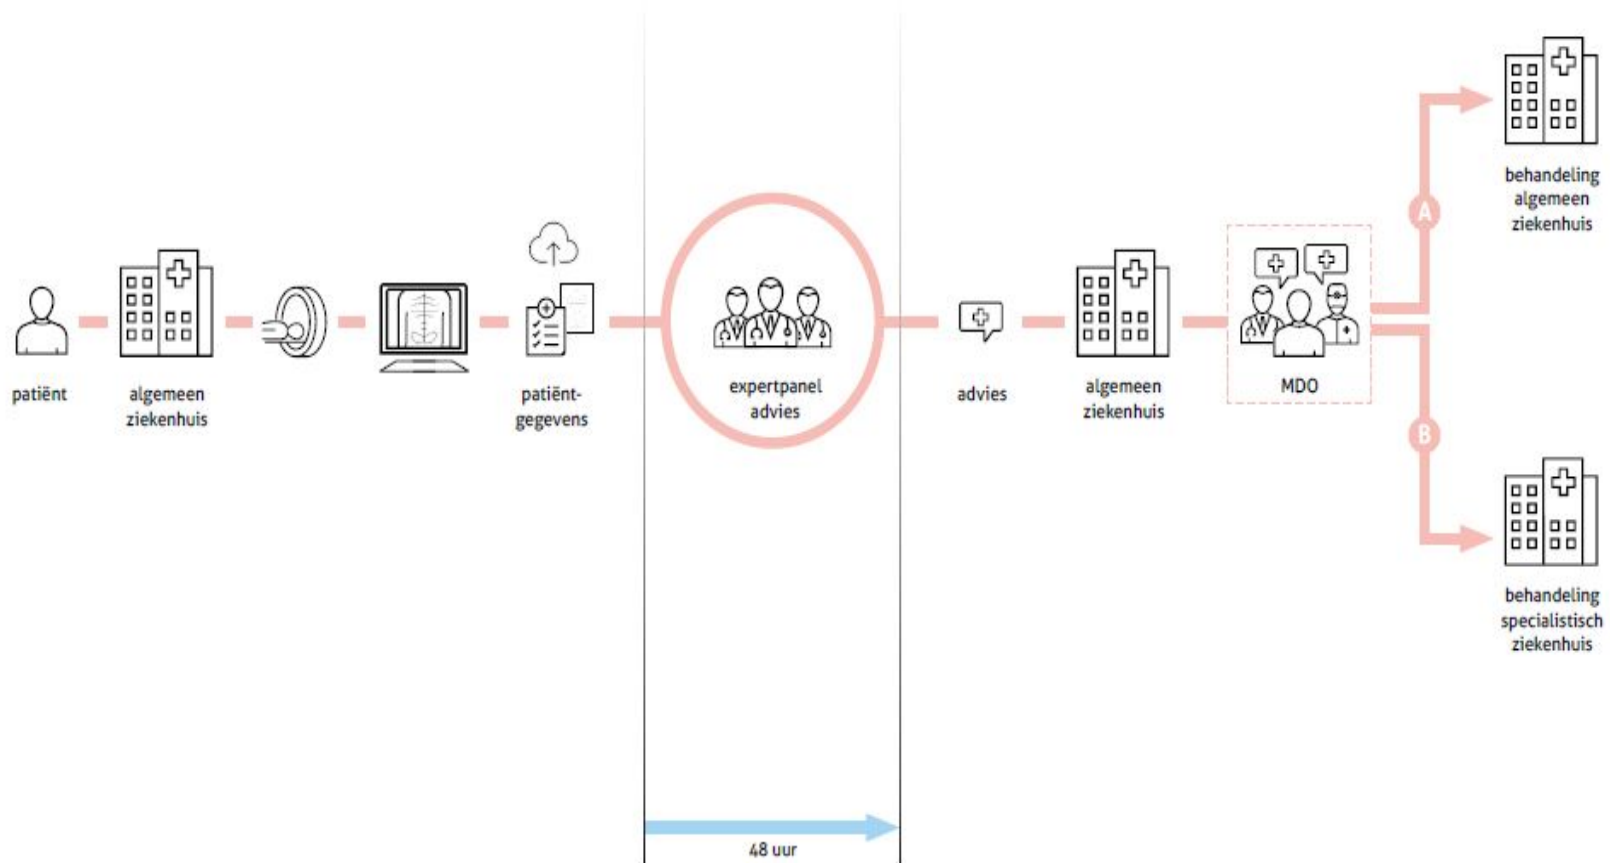 patiënt
algemeen
ziekenhuis
patiënt-
gegevens
expertpanel
advies
advies
algemeen
ziekenhuis
MDO
A
behandeling
algemeen
ziekenhuis
B
behandeling
specialistisch
ziekenhuis
48 uur